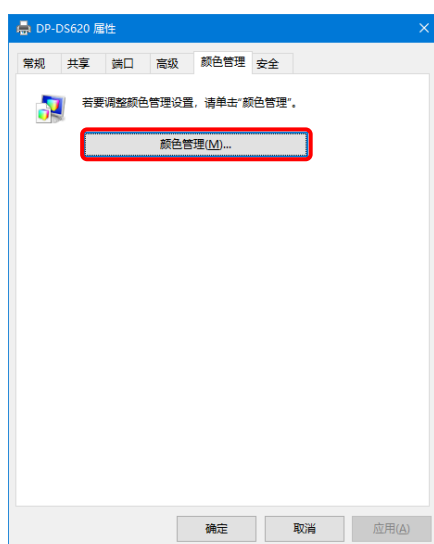 DP-DS620 属性
常规 共享 端口 高级 颜色管理 安全
若要调整颜色管理设置，请单击"颜色管理"。
颜色管理(M)...
确定 取消 应用(A)